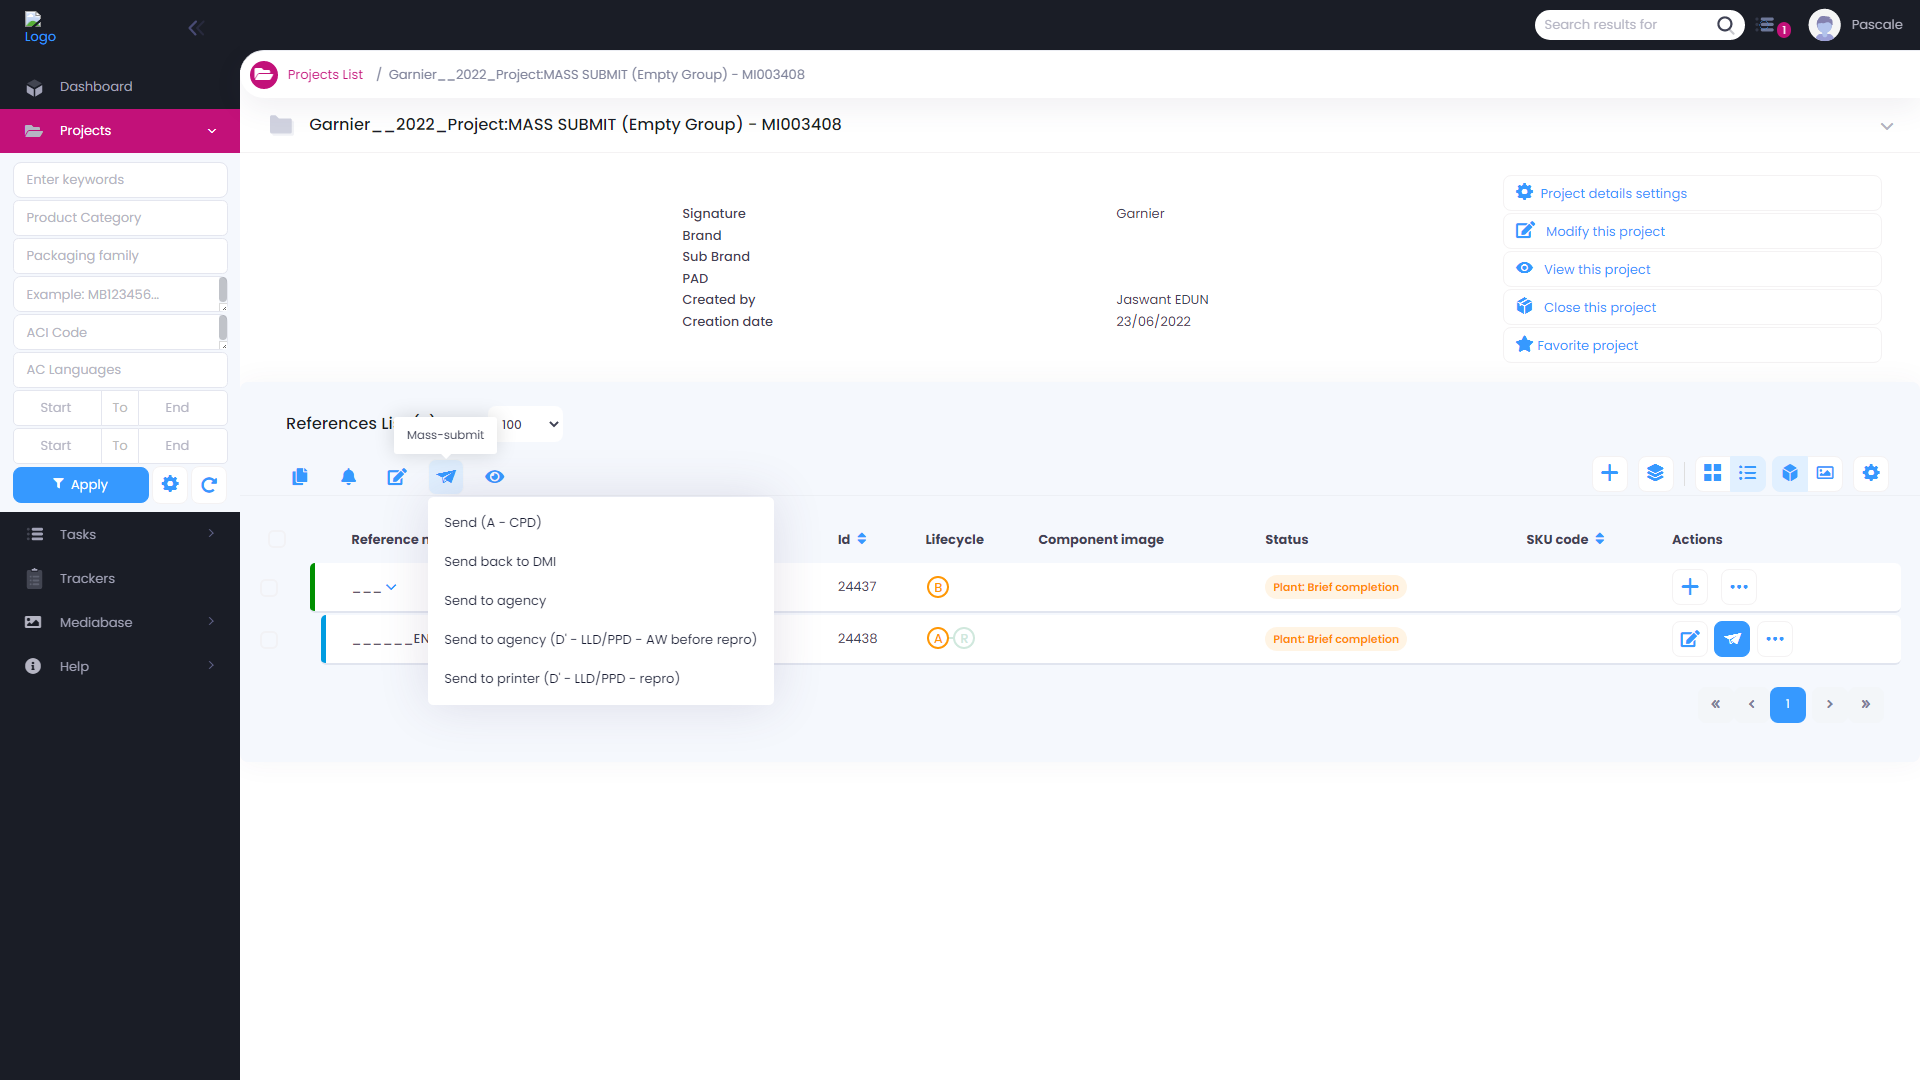 Logo
Search results for
1
Pascale
Dashboard
Projects
Enter keywords
Product Category
Packaging family
Example: MB123456...
ACI Code
AC Languages
Start To End
Start To End
Apply
Tasks
Trackers
Mediabase
Help
Projects List / Garnier__2022_Project:MASS SUBMIT (Empty Group) - MI003408
Garnier__2022_Project:MASS SUBMIT (Empty Group) - MI003408
Signature Garnier
Brand
Sub Brand
PAD
Created by Jaswant EDUN
Creation date 23/06/2022
Project details settings
Modify this project
View this project
Close this project
Favorite project
References Li
100
Mass-submit
Send (A - CPD)
Send back to DMI
Send to agency
Send to agency (D' - LLD/PPD - AW before repro)
Send to printer (D' - LLD/PPD - repro)
Reference n Id Lifecycle Component image Status SKU code Actions
___ 24437 B Plant: Brief completion
______EN 24438 A R Plant: Brief completion
« ‹ 1 › »